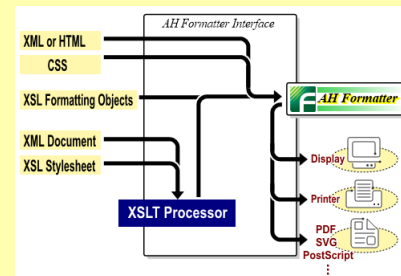 AH Formatter Interface
XML or HTML
CSS
XSL Formatting Objects
AH Formatter
XML Document
XSL Stylesheet
XSLT Processor
Display
Printer
PDF
SVG
PostScript
⋮